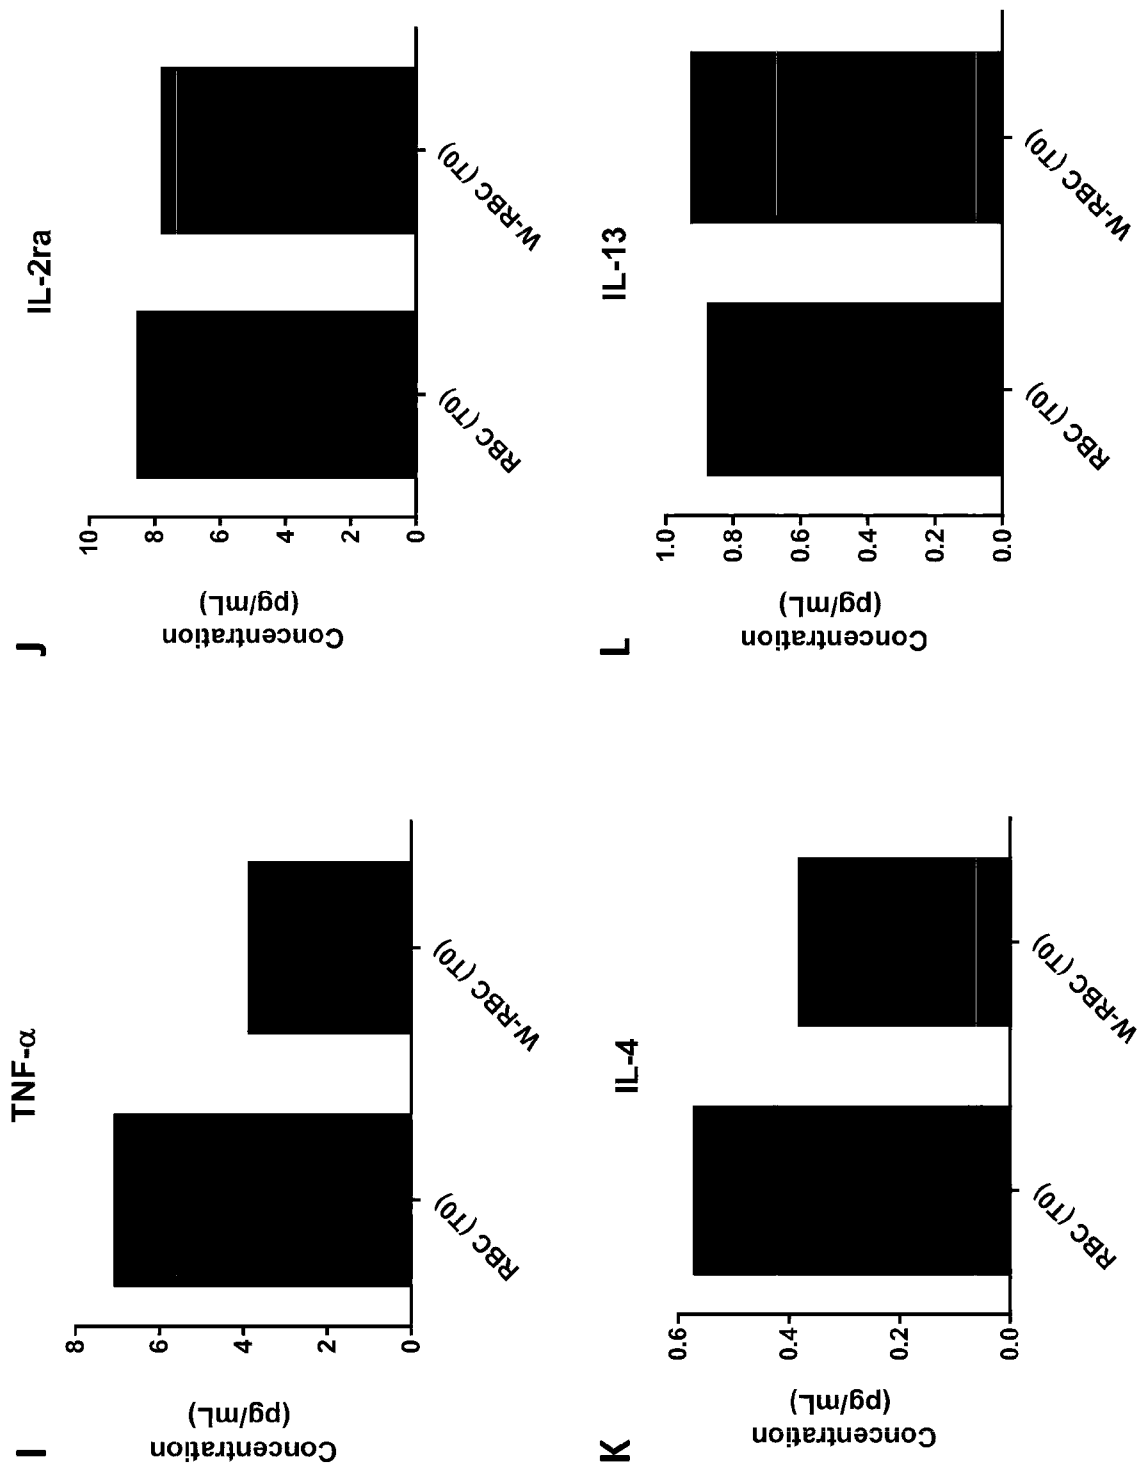 I
TNF-α
Concentration
(pg/mL)
8
6
4
2
0
RBC (T0)
W-RBC (T0)
J
IL-2ra
Concentration
(pg/mL)
10
8
6
4
2
0
RBC (T0)
W-RBC (T0)
K
IL-4
Concentration
(pg/mL)
0.6
0.4
0.2
0.0
RBC (T0)
W-RBC (T0)
L
IL-13
Concentration
(pg/mL)
1.0
0.8
0.6
0.4
0.2
0.0
RBC (T0)
W-RBC (T0)